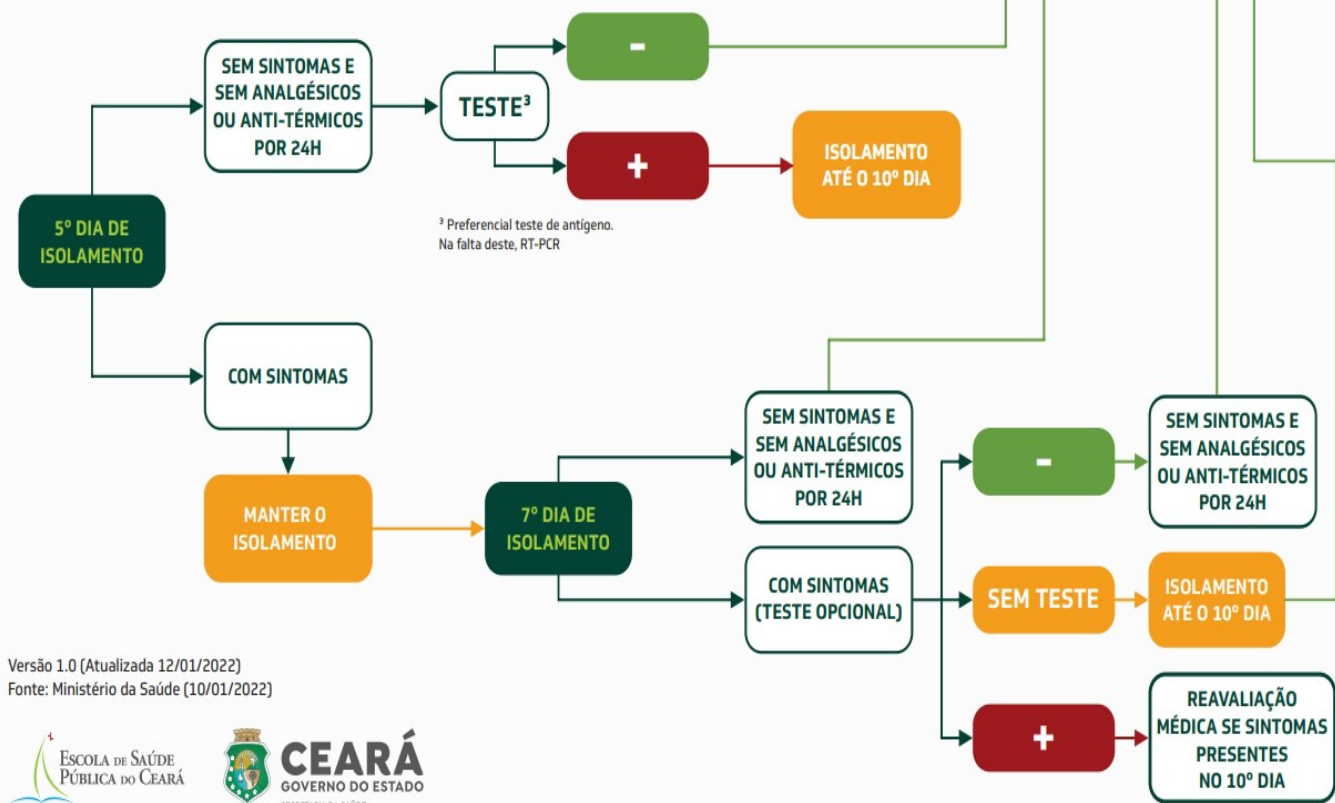 SEM SINTOMAS E
SEM ANALGÉSICOS
OU ANTI-TÉRMICOS
POR 24H
TESTE³
-
+
ISOLAMENTO
ATÉ O 10º DIA
³ Preferencial teste de antígeno.
Na falta deste, RT-PCR
5º DIA DE
ISOLAMENTO
COM SINTOMAS
MANTER O
ISOLAMENTO
7º DIA DE
ISOLAMENTO
SEM SINTOMAS E
SEM ANALGÉSICOS
OU ANTI-TÉRMICOS
POR 24H
COM SINTOMAS
(TESTE OPCIONAL)
-
SEM SINTOMAS E
SEM ANALGÉSICOS
OU ANTI-TÉRMICOS
POR 24H
SEM TESTE
ISOLAMENTO
ATÉ O 10º DIA
+
REAVALIAÇÃO
MÉDICA SE SINTOMAS
PRESENTES
NO 10º DIA
Versão 1.0 (Atualizada 12/01/2022)
Fonte: Ministério da Saúde (10/01/2022)
ESCOLA DE SAÚDE
PÚBLICA DO CEARÁ
CEARÁ
GOVERNO DO ESTADO